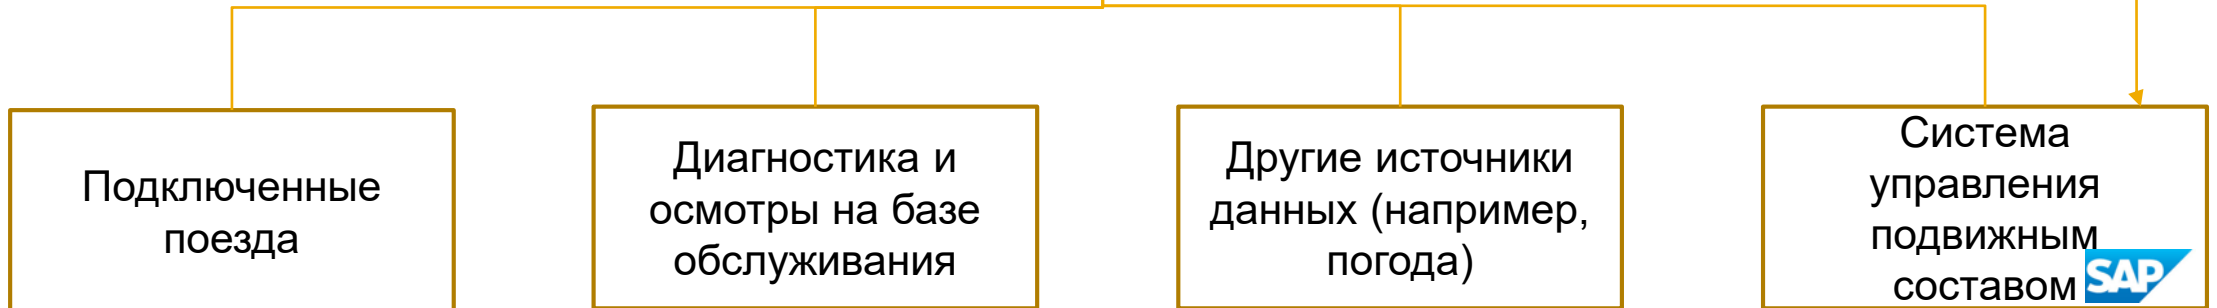 Подключенные
поезда
Диагностика и
осмотры на базе
обслуживания
Другие источники
данных (например,
погода)
Система
управления
подвижным
составом
SAP